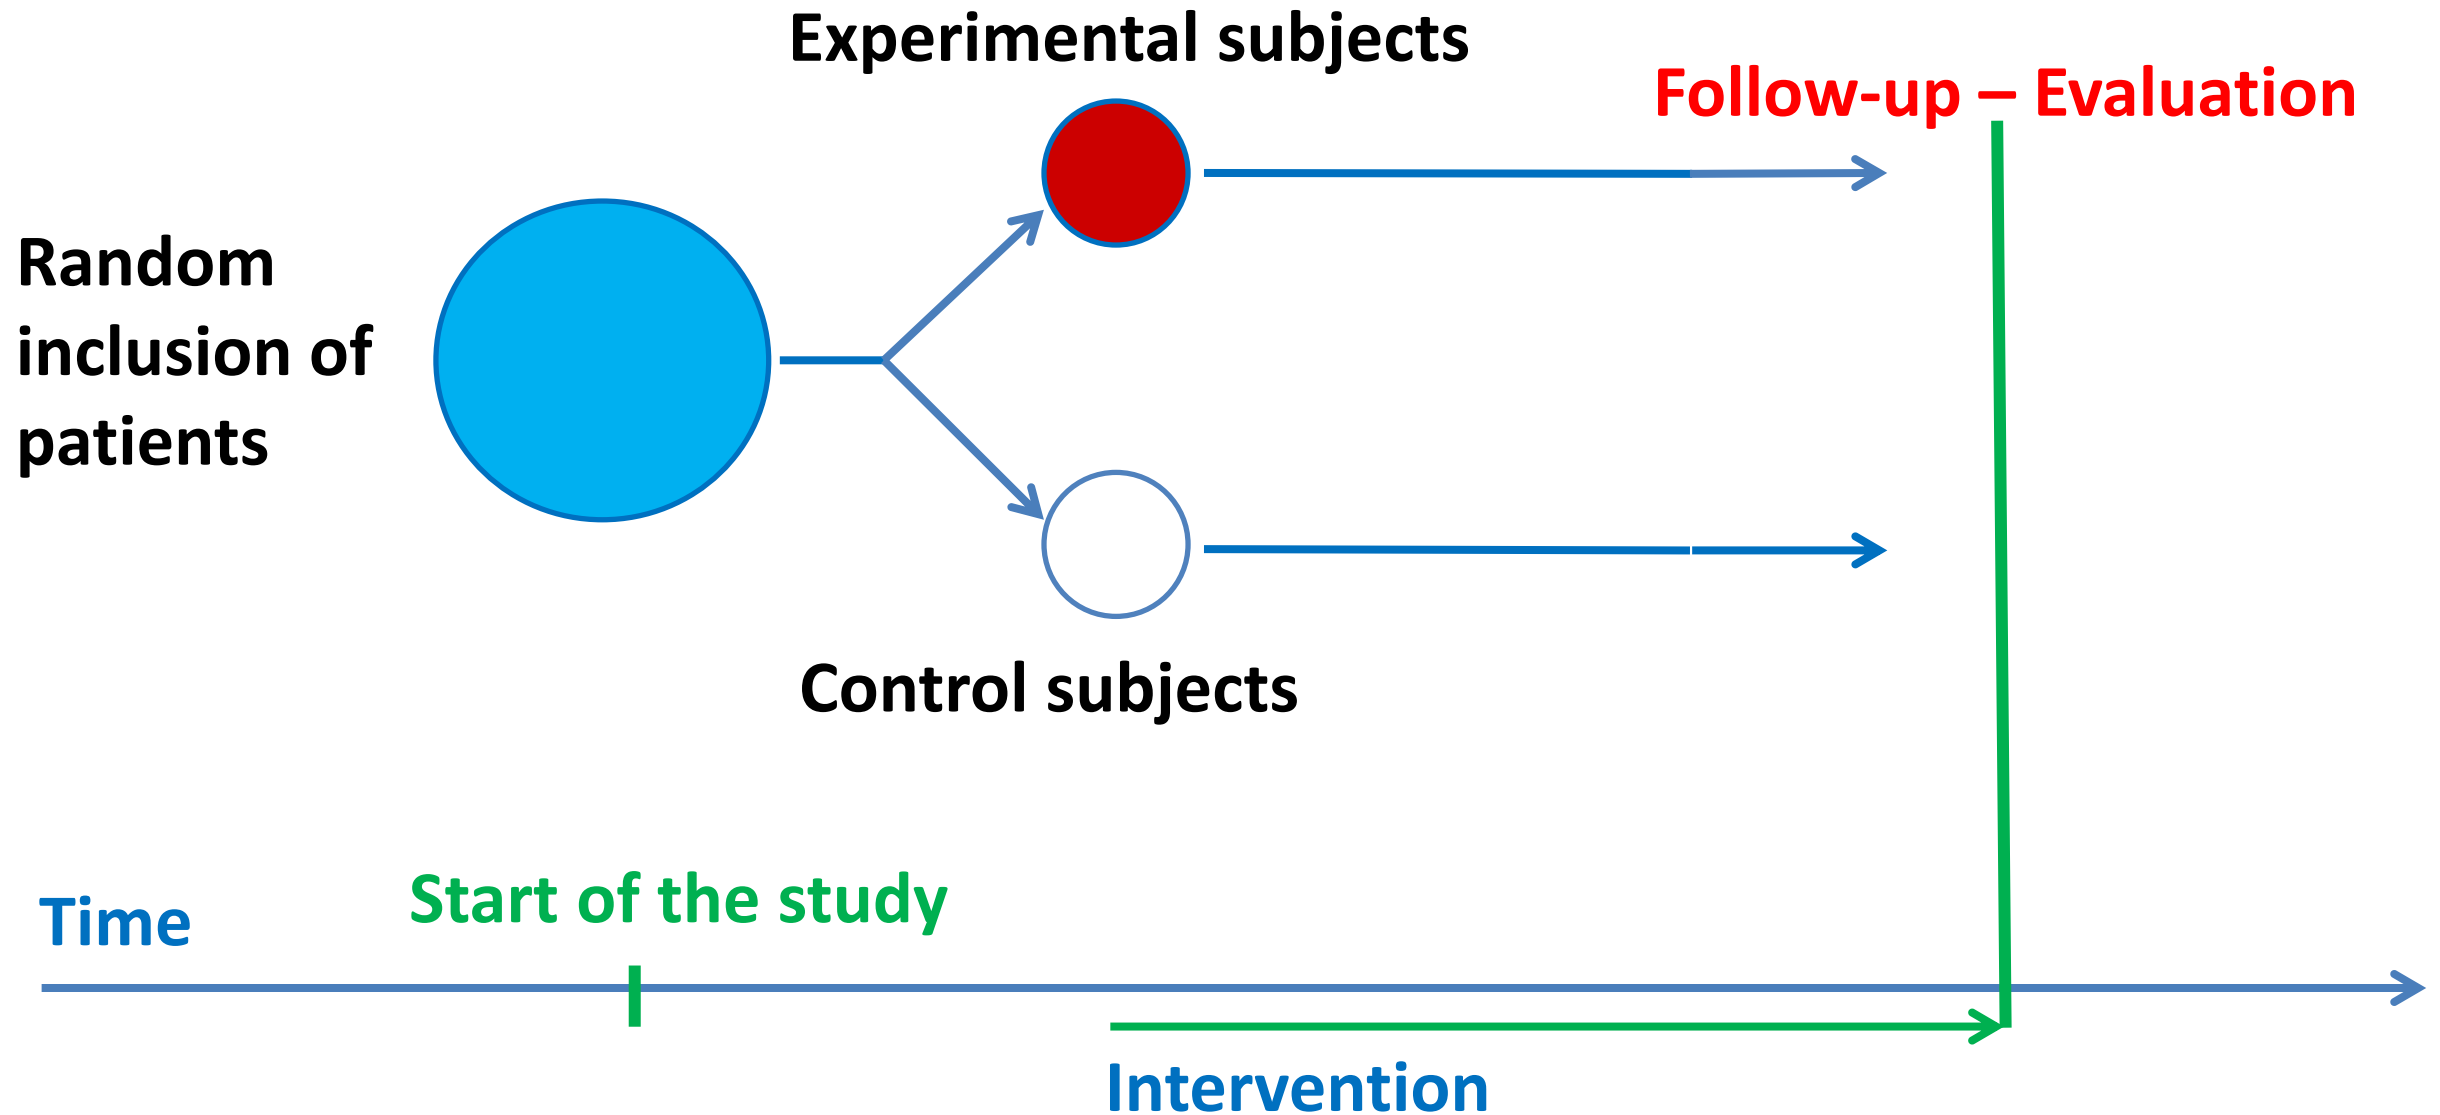 Experimental subjects
Follow-up – Evaluation
Random
inclusion of
patients
Control subjects
Start of the study
Time
Intervention